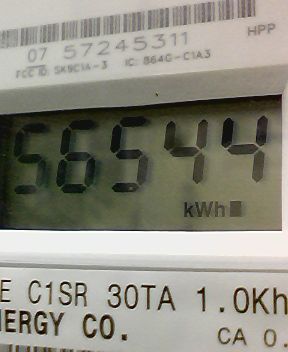 HPP
07 57245311
FCC ID: SK9C1A-3 IC: 864G-C1A3
56544
kWh
E C1SR 30TA 1.0Kh
NERGY CO. CA 0.